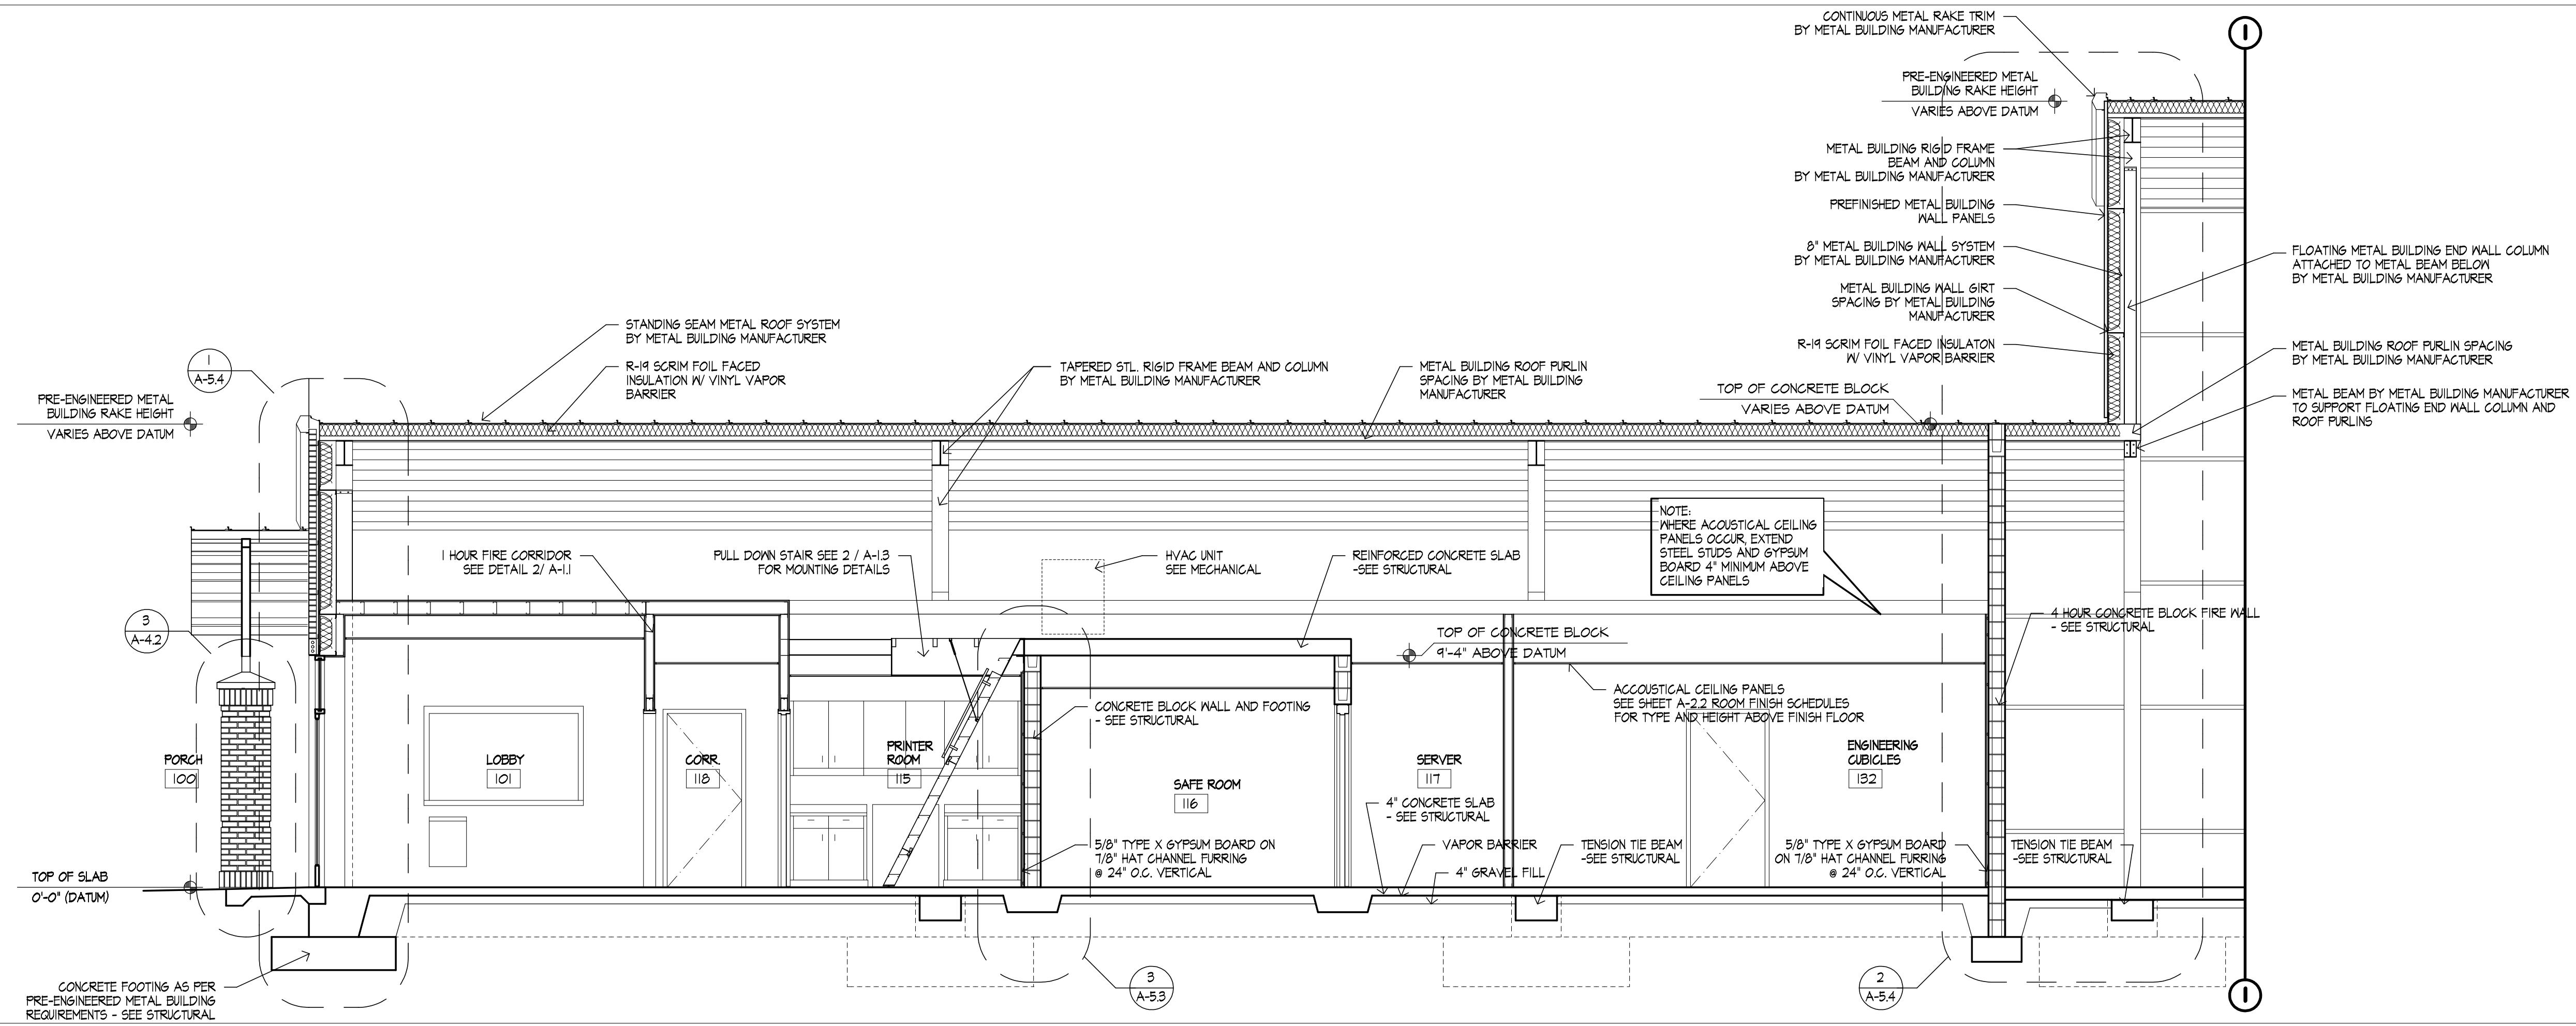 CONTINUOUS METAL RAKE TRIM
BY METAL BUILDING MANUFACTURER
I
PRE-ENGINEERED METAL
BUILDING RAKE HEIGHT
VARIES ABOVE DATUM
METAL BUILDING RIGID FRAME
BEAM AND COLUMN
BY METAL BUILDING MANUFACTURER
PREFINISHED METAL BUILDING
WALL PANELS
8" METAL BUILDING WALL SYSTEM
BY METAL BUILDING MANUFACTURER
METAL BUILDING WALL GIRT
SPACING BY METAL BUILDING
MANUFACTURER
R-19 SCRIM FOIL FACED INSULATON
W/ VINYL VAPOR BARRIER
FLOATING METAL BUILDING END WALL COLUMN
ATTACHED TO METAL BEAM BELOW
BY METAL BUILDING MANUFACTURER
METAL BUILDING ROOF PURLIN SPACING
BY METAL BUILDING MANUFACTURER
METAL BEAM BY METAL BUILDING MANUFACTURER
TO SUPPORT FLOATING END WALL COLUMN AND
ROOF PURLINS
STANDING SEAM METAL ROOF SYSTEM
BY METAL BUILDING MANUFACTURER
R-19 SCRIM FOIL FACED
INSULATION W/ VINYL VAPOR
BARRIER
TAPERED STL. RIGID FRAME BEAM AND COLUMN
BY METAL BUILDING MANUFACTURER
METAL BUILDING ROOF PURLIN
SPACING BY METAL BUILDING
MANUFACTURER
TOP OF CONCRETE BLOCK
VARIES ABOVE DATUM
1
A-5.4
PRE-ENGINEERED METAL
BUILDING RAKE HEIGHT
VARIES ABOVE DATUM
1 HOUR FIRE CORRIDOR
SEE DETAIL 2/ A-1.1
PULL DOWN STAIR SEE 2 / A-1.3
FOR MOUNTING DETAILS
HVAC UNIT
SEE MECHANICAL
REINFORCED CONCRETE SLAB
-SEE STRUCTURAL
NOTE:
WHERE ACOUSTICAL CEILING
PANELS OCCUR, EXTEND
STEEL STUDS AND GYPSUM
BOARD 4" MINIMUM ABOVE
CEILING PANELS
4 HOUR CONCRETE BLOCK FIRE WALL
- SEE STRUCTURAL
3
A-4.2
TOP OF CONCRETE BLOCK
9'-4" ABOVE DATUM
ACCOUSTICAL CEILING PANELS
SEE SHEET A-2.2 ROOM FINISH SCHEDULES
FOR TYPE AND HEIGHT ABOVE FINISH FLOOR
CONCRETE BLOCK WALL AND FOOTING
- SEE STRUCTURAL
PORCH
100
LOBBY
101
CORR.
118
PRINTER
ROOM
115
SAFE ROOM
116
SERVER
117
ENGINEERING
CUBICLES
132
4" CONCRETE SLAB
- SEE STRUCTURAL
5/8" TYPE X GYPSUM BOARD ON
7/8" HAT CHANNEL FURRING
@ 24" O.C. VERTICAL
VAPOR BARRIER
4" GRAVEL FILL
TENSION TIE BEAM
-SEE STRUCTURAL
5/8" TYPE X GYPSUM BOARD
ON 7/8" HAT CHANNEL FURRING
@ 24" O.C. VERTICAL
TENSION TIE BEAM
-SEE STRUCTURAL
TOP OF SLAB
0'-0" (DATUM)
CONCRETE FOOTING AS PER
PRE-ENGINEERED METAL BUILDING
REQUIREMENTS - SEE STRUCTURAL
3
A-5.3
2
A-5.4
I